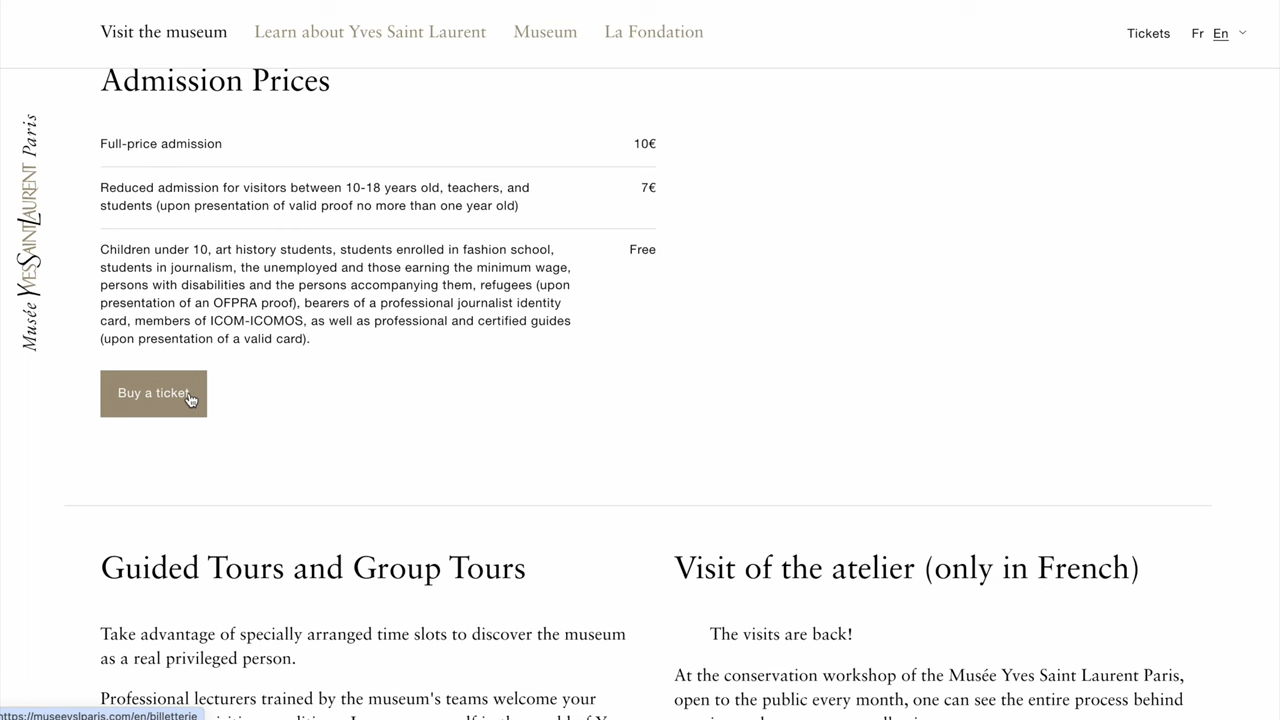 Visit the museum
Learn about Yves Saint Laurent
Museum
La Fondation
Tickets
Fr
En
Musée YVES SAINT LAURENT Paris
Admission Prices
Full-price admission
10€
Reduced admission for visitors between 10-18 years old, teachers, and
students (upon presentation of valid proof no more than one year old)
7€
Children under 10, art history students, students enrolled in fashion school,
students in journalism, the unemployed and those earning the minimum wage,
persons with disabilities and the persons accompanying them, refugees (upon
presentation of an OFPRA proof), bearers of a professional journalist identity
card, members of ICOM-ICOMOS, as well as professional and certified guides
(upon presentation of a valid card).
Free
Buy a ticket
Guided Tours and Group Tours
Take advantage of specially arranged time slots to discover the museum
as a real privileged person.
Professional lecturers trained by the museum's teams welcome your
Visit of the atelier (only in French)
The visits are back!
At the conservation workshop of the Musée Yves Saint Laurent Paris,
open to the public every month, one can see the entire process behind
https://museeyslparis.com/en/billetterie